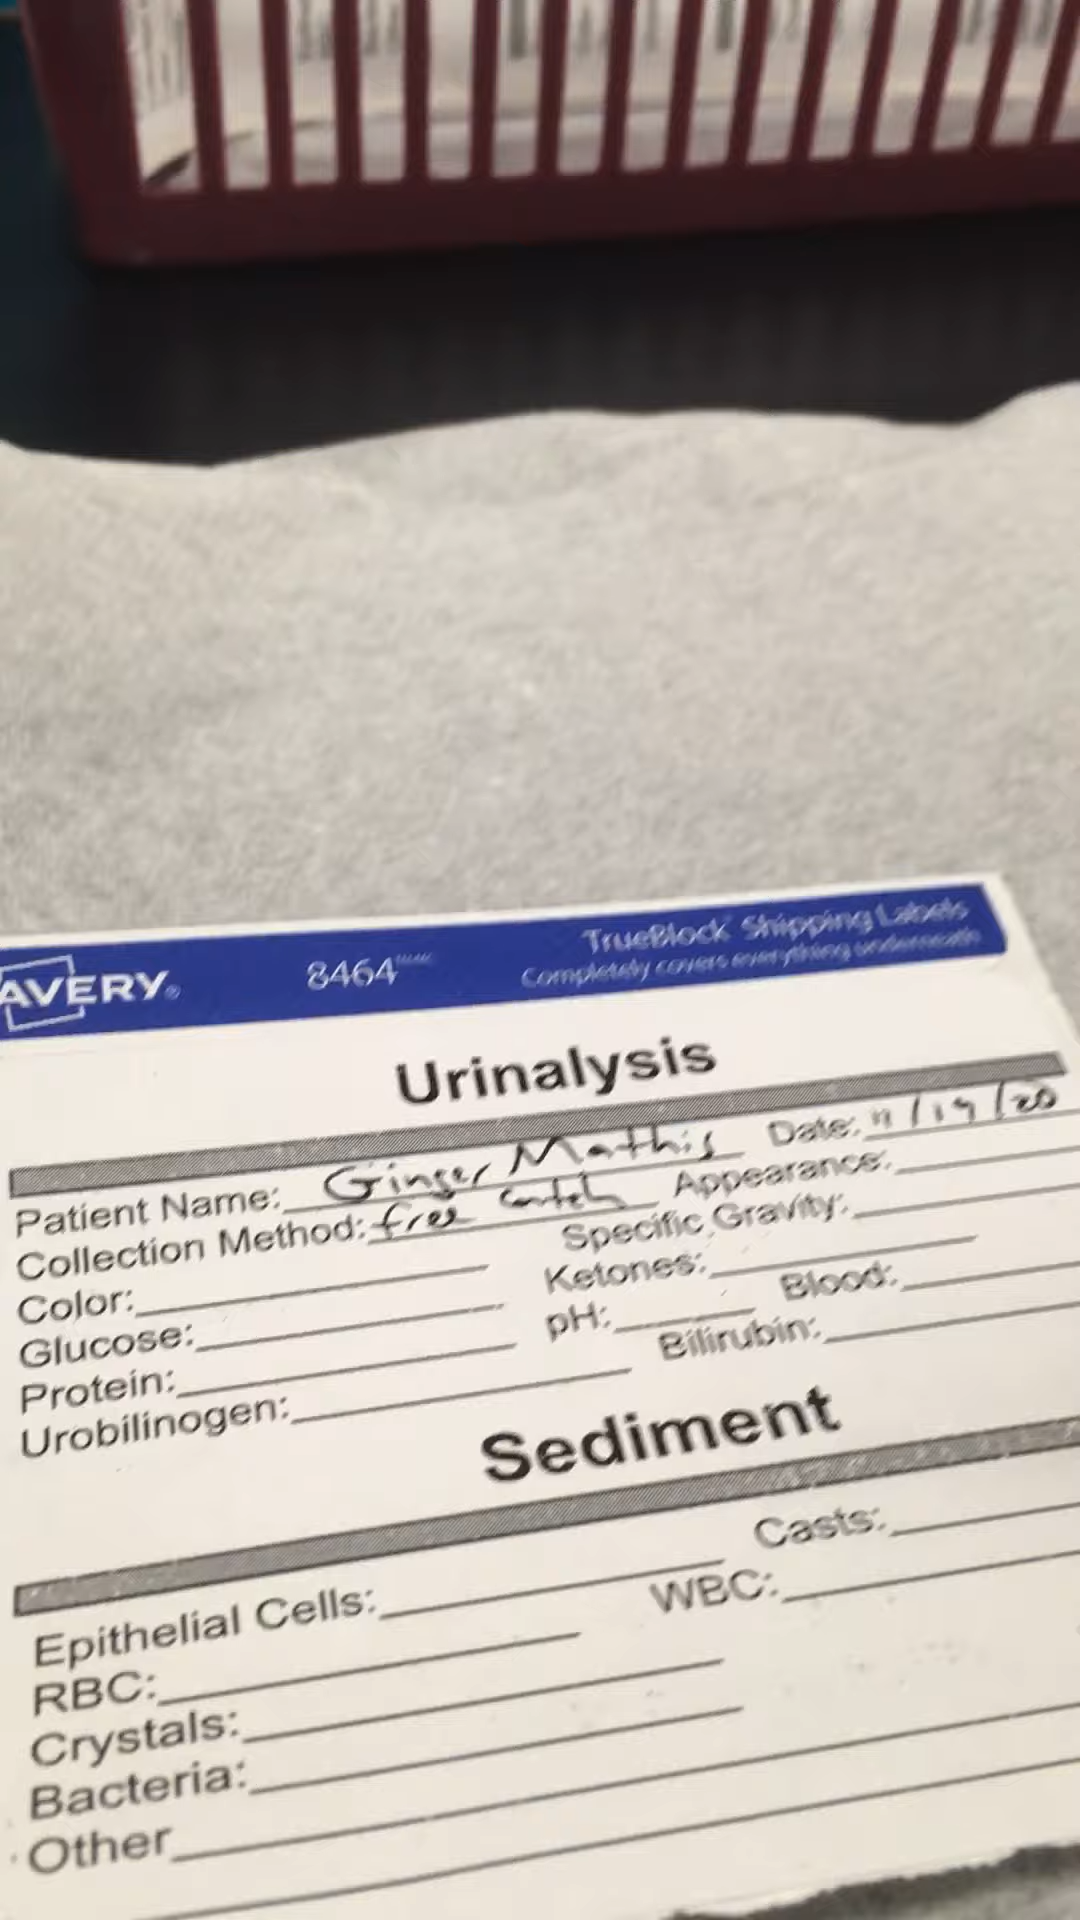 AVERY® 8464 TrueBlock Shipping Labels
Completely covers everything underneath
Urinalysis
Patient Name: Ginger Mathis Date: 11/19/20
Collection Method: free catch Appearance:
Color: Specific Gravity:
Glucose: Ketones:
Protein: pH: Blood:
Urobilinogen: Bilirubin:
Sediment
Epithelial Cells: Casts:
RBC: WBC:
Crystals:
Bacteria:
Other